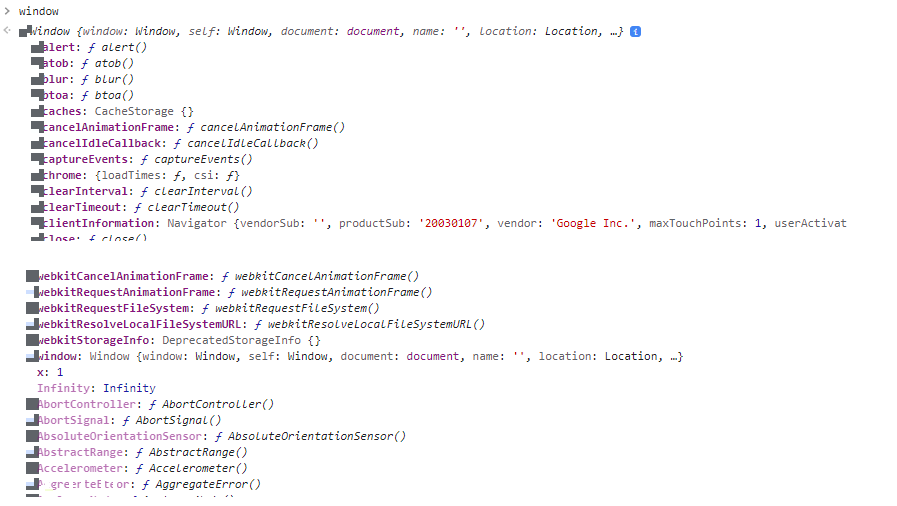 window
Window {window: Window, self: Window, document: document, name: '', location: Location, …}
alert: ƒ alert()
atob: ƒ atob()
blur: ƒ blur()
btoa: ƒ btoa()
caches: CacheStorage {}
cancelAnimationFrame: ƒ cancelAnimationFrame()
cancelIdleCallback: ƒ cancelIdleCallback()
captureEvents: ƒ captureEvents()
chrome: {loadTimes: ƒ, csi: ƒ}
clearInterval: ƒ clearInterval()
clearTimeout: ƒ clearTimeout()
clientInformation: Navigator {vendorSub: '', productSub: '20030107', vendor: 'Google Inc.', maxTouchPoints: 1, userActivat
close: ƒ close()
webkitCancelAnimationFrame: ƒ webkitCancelAnimationFrame()
webkitRequestAnimationFrame: ƒ webkitRequestAnimationFrame()
webkitRequestFileSystem: ƒ webkitRequestFileSystem()
webkitResolveLocalFileSystemURL: ƒ webkitResolveLocalFileSystemURL()
webkitStorageInfo: DeprecatedStorageInfo {}
window: Window {window: Window, self: Window, document: document, name: '', location: Location, …}
x: 1
Infinity: Infinity
AbortController: ƒ AbortController()
AbortSignal: ƒ AbortSignal()
AbsoluteOrientationSensor: ƒ AbsoluteOrientationSensor()
AbstractRange: ƒ AbstractRange()
Accelerometer: ƒ Accelerometer()
AggregateError: ƒ AggregateError()